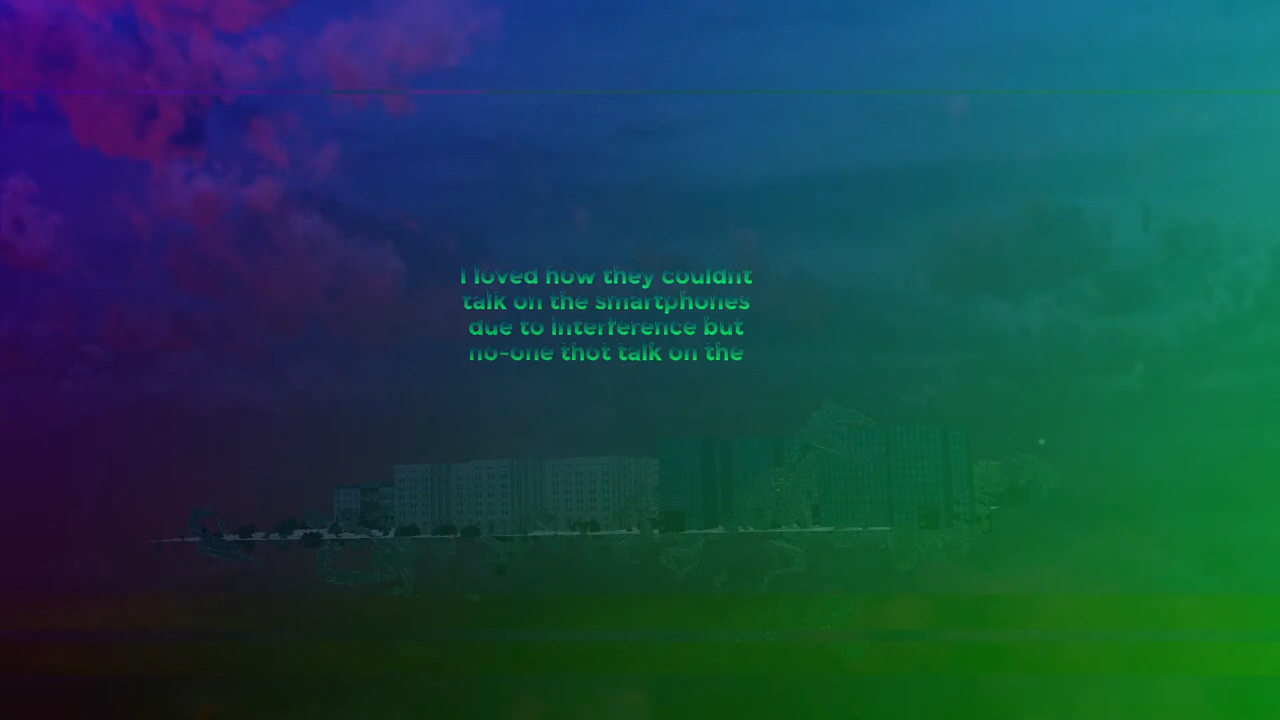 I loved how they couldnt
talk on the smartphones
due to interference but
no-one thot talk on the